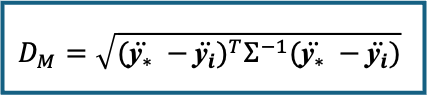 D_M = √(ÿ_* − ÿ_i)^T Σ^−1 (ÿ_* − ÿ_i)